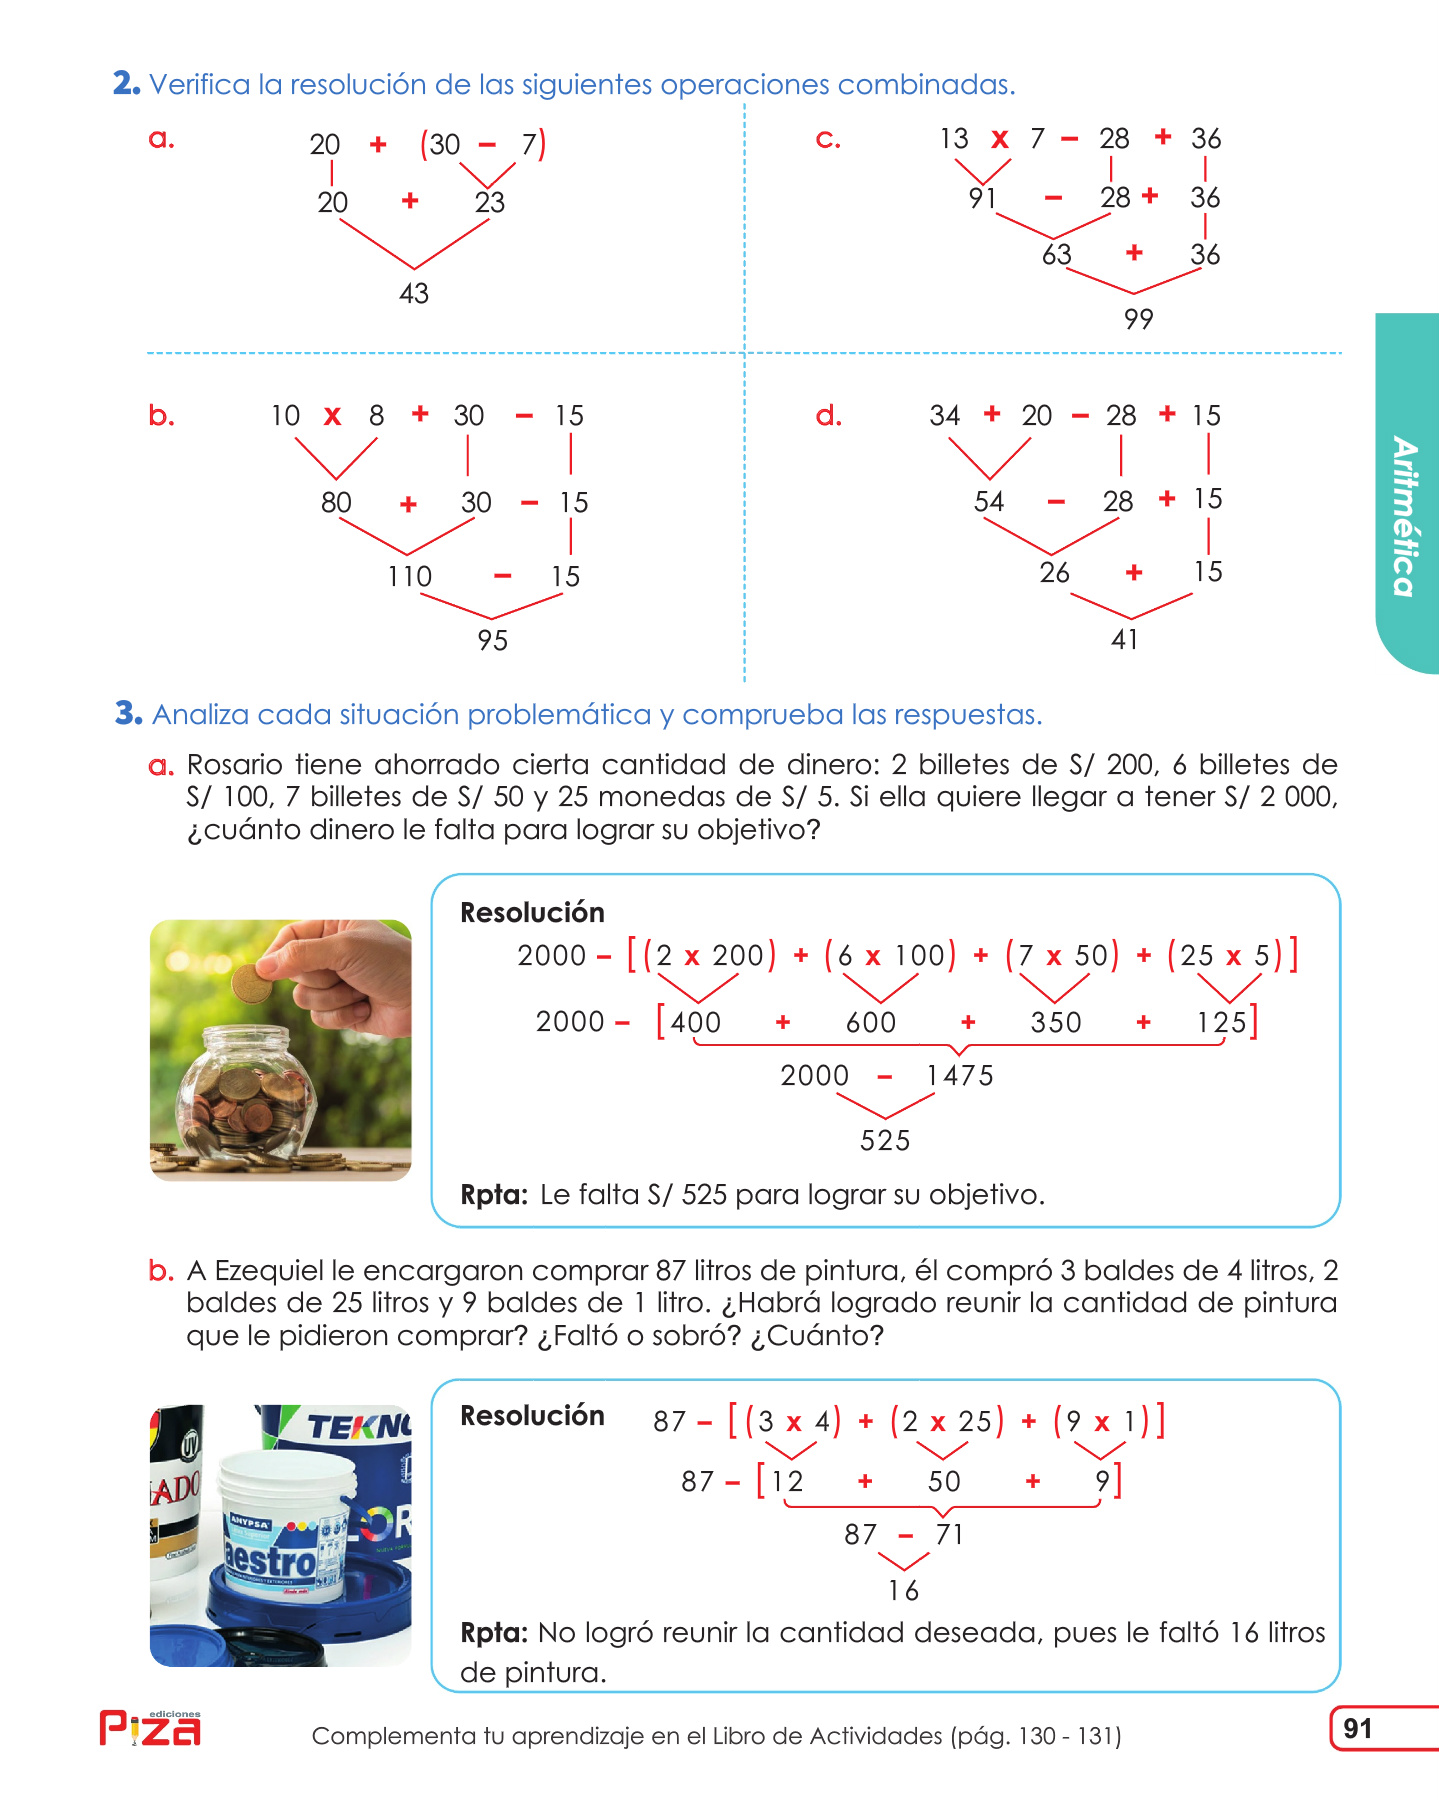 2. Verifica la resolución de las siguientes operaciones combinadas.
a. 20 + (30 – 7)
20 + 23
43
c. 13 x 7 – 28 + 36
91 – 28 + 36
63 + 36
99
b. 10 x 8 + 30 – 15
80 + 30 – 15
110 – 15
95
d. 34 + 20 – 28 + 15
54 – 28 + 15
26 + 15
41
Aritmética
3. Analiza cada situación problemática y comprueba las respuestas.
a. Rosario tiene ahorrado cierta cantidad de dinero: 2 billetes de S/ 200, 6 billetes de
S/ 100, 7 billetes de S/ 50 y 25 monedas de S/ 5. Si ella quiere llegar a tener S/ 2 000,
¿cuánto dinero le falta para lograr su objetivo?
Resolución
2000 – [(2 x 200) + (6 x 100) + (7 x 50) + (25 x 5)]
2000 – [400 + 600 + 350 + 125]
2000 – 1475
525
Rpta: Le falta S/ 525 para lograr su objetivo.
b. A Ezequiel le encargaron comprar 87 litros de pintura, él compró 3 baldes de 4 litros, 2
baldes de 25 litros y 9 baldes de 1 litro. ¿Habrá logrado reunir la cantidad de pintura
que le pidieron comprar? ¿Faltó o sobró? ¿Cuánto?
TEKNO
UV
ADO
LOR
ANYPSA
aestro
Resolución 87 – [(3 x 4) + (2 x 25) + (9 x 1)]
87 – [12 + 50 + 9]
87 – 71
16
Rpta: No logró reunir la cantidad deseada, pues le faltó 16 litros
de pintura.
ediciones
Piza
Complementa tu aprendizaje en el Libro de Actividades (pág. 130 - 131)
91